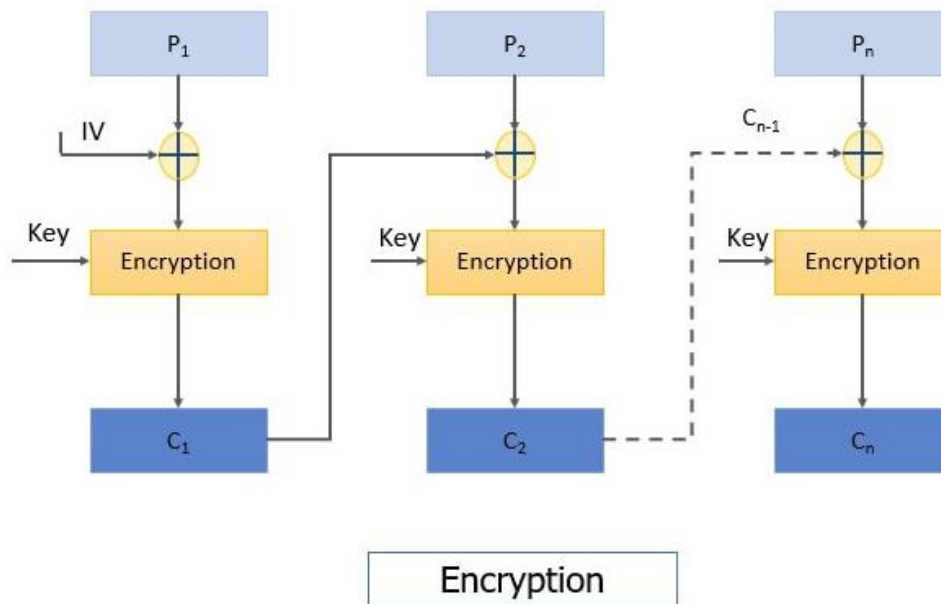 P₁ P₂ Pₙ
IV Cₙ₋₁
Key Key Key
Encryption Encryption Encryption
C₁ C₂ Cₙ
Encryption